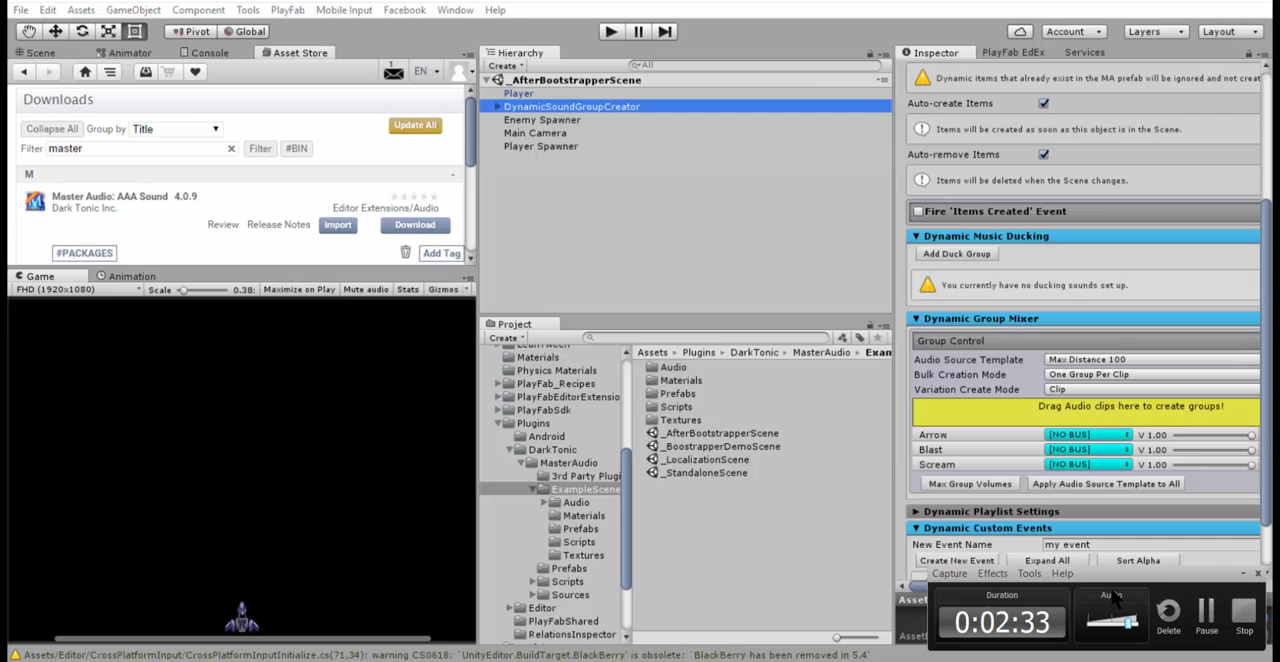 File Edit Assets GameObject Component Tools PlayFab Mobile Input Facebook Window Help
Pivot Global Account Layers Layout
Scene Animator Console Asset Store
EN
Downloads
Collapse All Group by Title Update All
Filter master Filter #BIN
M
Master Audio: AAA Sound 4.0.9
Dark Tonic Inc. Editor Extensions/Audio
Review Release Notes Import Download
#PACKAGES Add Tag
Game Animation
FHD (1920x1080) Scale 0.38: Maximize on Play Mute audio Stats Gizmos
Hierarchy
Create All
_AfterBootstrapperScene
Player
DynamicSoundGroupCreator
Enemy Spawner
Main Camera
Player Spawner
Project
Create
Materials
Physics Materials
PlayFab_Recipes
PlayFabEditorExtensio
PlayFabSdk
Plugins
Android
DarkTonic
MasterAudio
3rd Party Plugi
ExampleScene
Audio
Materials
Prefabs
Scripts
Textures
Prefabs
Scripts
Sources
Editor
PlayFabShared
RelationsInspector
Assets Plugins DarkTonic MasterAudio Exam
Audio
Materials
Prefabs
Scripts
Textures
_AfterBootstrapperScene
_BoostrapperDemoScene
_LocalizationScene
_StandaloneScene
Inspector PlayFab EdEx Services
Dynamic items that already exist in the MA prefab will be ignored and not creat
Auto-create Items
Items will be created as soon as this object is in the Scene.
Auto-remove Items
Items will be deleted when the Scene changes.
Fire 'Items Created' Event
Dynamic Music Ducking
Add Duck Group
You currently have no ducking sounds set up.
Dynamic Group Mixer
Group Control
Audio Source Template Max Distance 100
Bulk Creation Mode One Group Per Clip
Variation Create Mode Clip
Drag Audio clips here to create groups!
Arrow [NO BUS] V 1.00
Blast [NO BUS] V 1.00
Scream [NO BUS] V 1.00
Max Group Volumes Apply Audio Source Template to All
Dynamic Playlist Settings
Dynamic Custom Events
New Event Name my event
Create New Event Expand All Sort Alpha
Capture Effects Tools Help
Duration
0:02:33
Delete Pause Stop
Assets/Editor/CrossPlatformInput/CrossPlatformInputInitialize.cs(71,34): warning CS0618: `UnityEditor.BuildTarget.BlackBerry' is obsolete: `BlackBerry has been removed in 5.4'